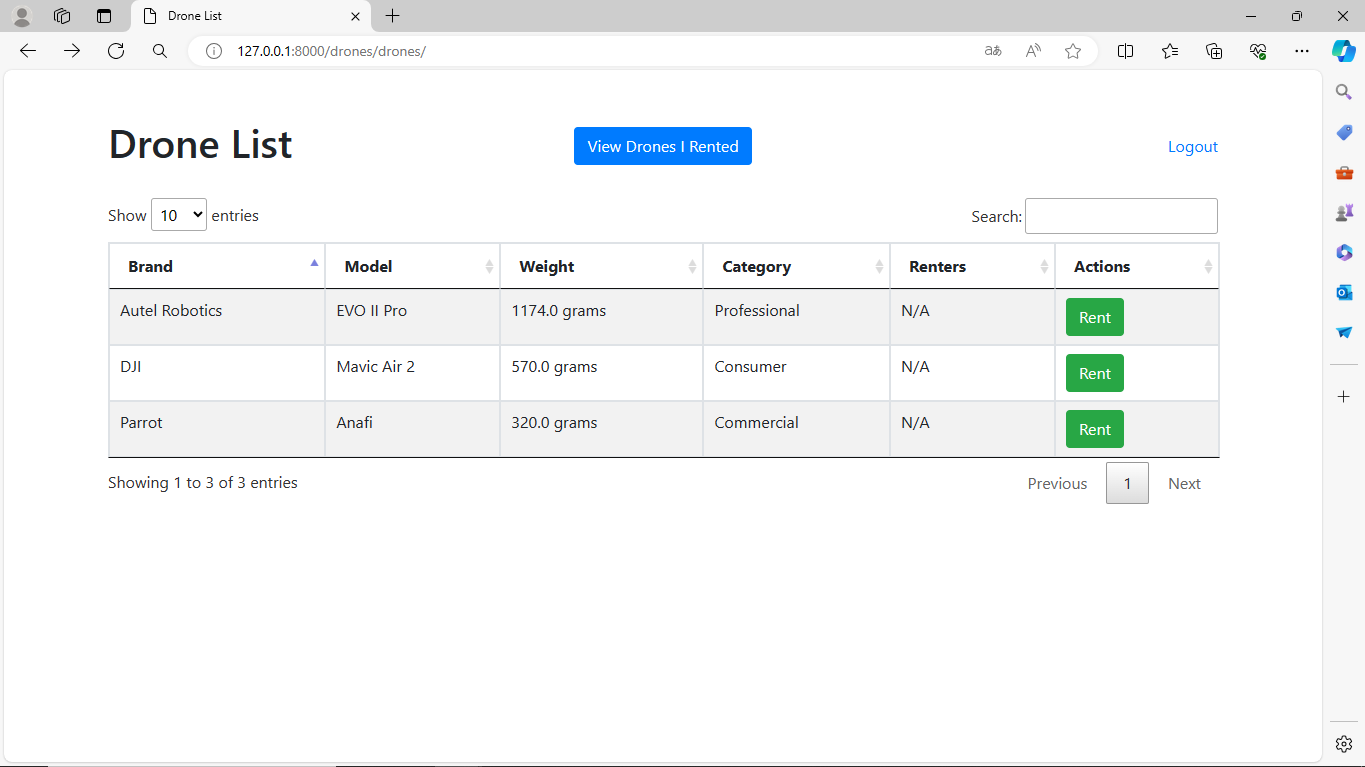 Drone List
127.0.0.1:8000/drones/drones/
Drone List View Drones I Rented Logout
Show 10 entries Search:
Brand Model Weight Category Renters Actions
Autel Robotics EVO II Pro 1174.0 grams Professional N/A Rent
DJI Mavic Air 2 570.0 grams Consumer N/A Rent
Parrot Anafi 320.0 grams Commercial N/A Rent
Showing 1 to 3 of 3 entries Previous 1 Next